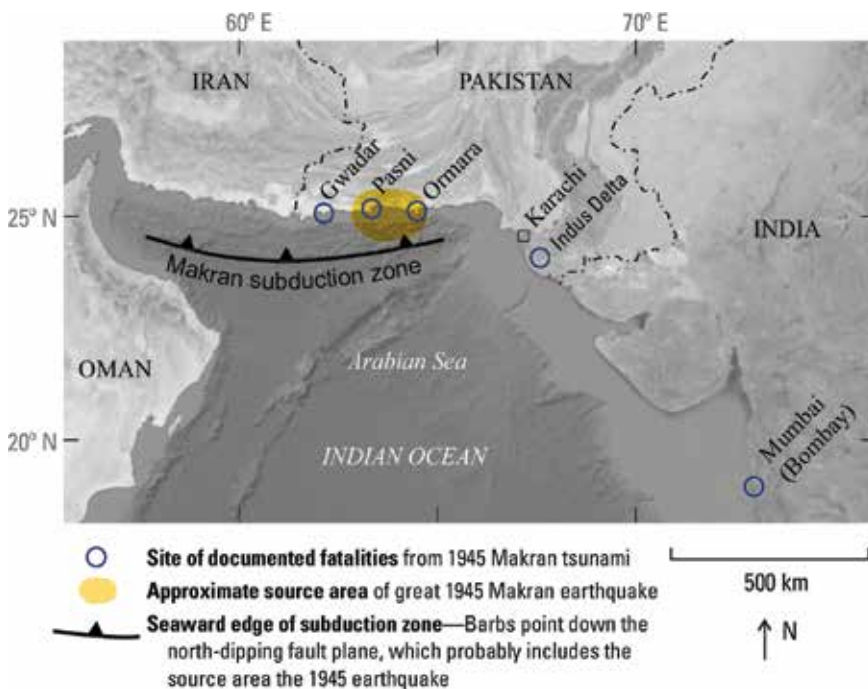 60° E
70° E
IRAN
PAKISTAN
Gwadar
Pasni
Ormara
Karachi
Indus Delta
25° N
25° N
INDIA
Makran subduction zone
OMAN
Arabian Sea
20° N
20° N
INDIAN OCEAN
Mumbai
(Bombay)
Site of documented fatalities from 1945 Makran tsunami
Approximate source area of great 1945 Makran earthquake
500 km
Seaward edge of subduction zone—Barbs point down the
north-dipping fault plane, which probably includes the
source area the 1945 earthquake
N